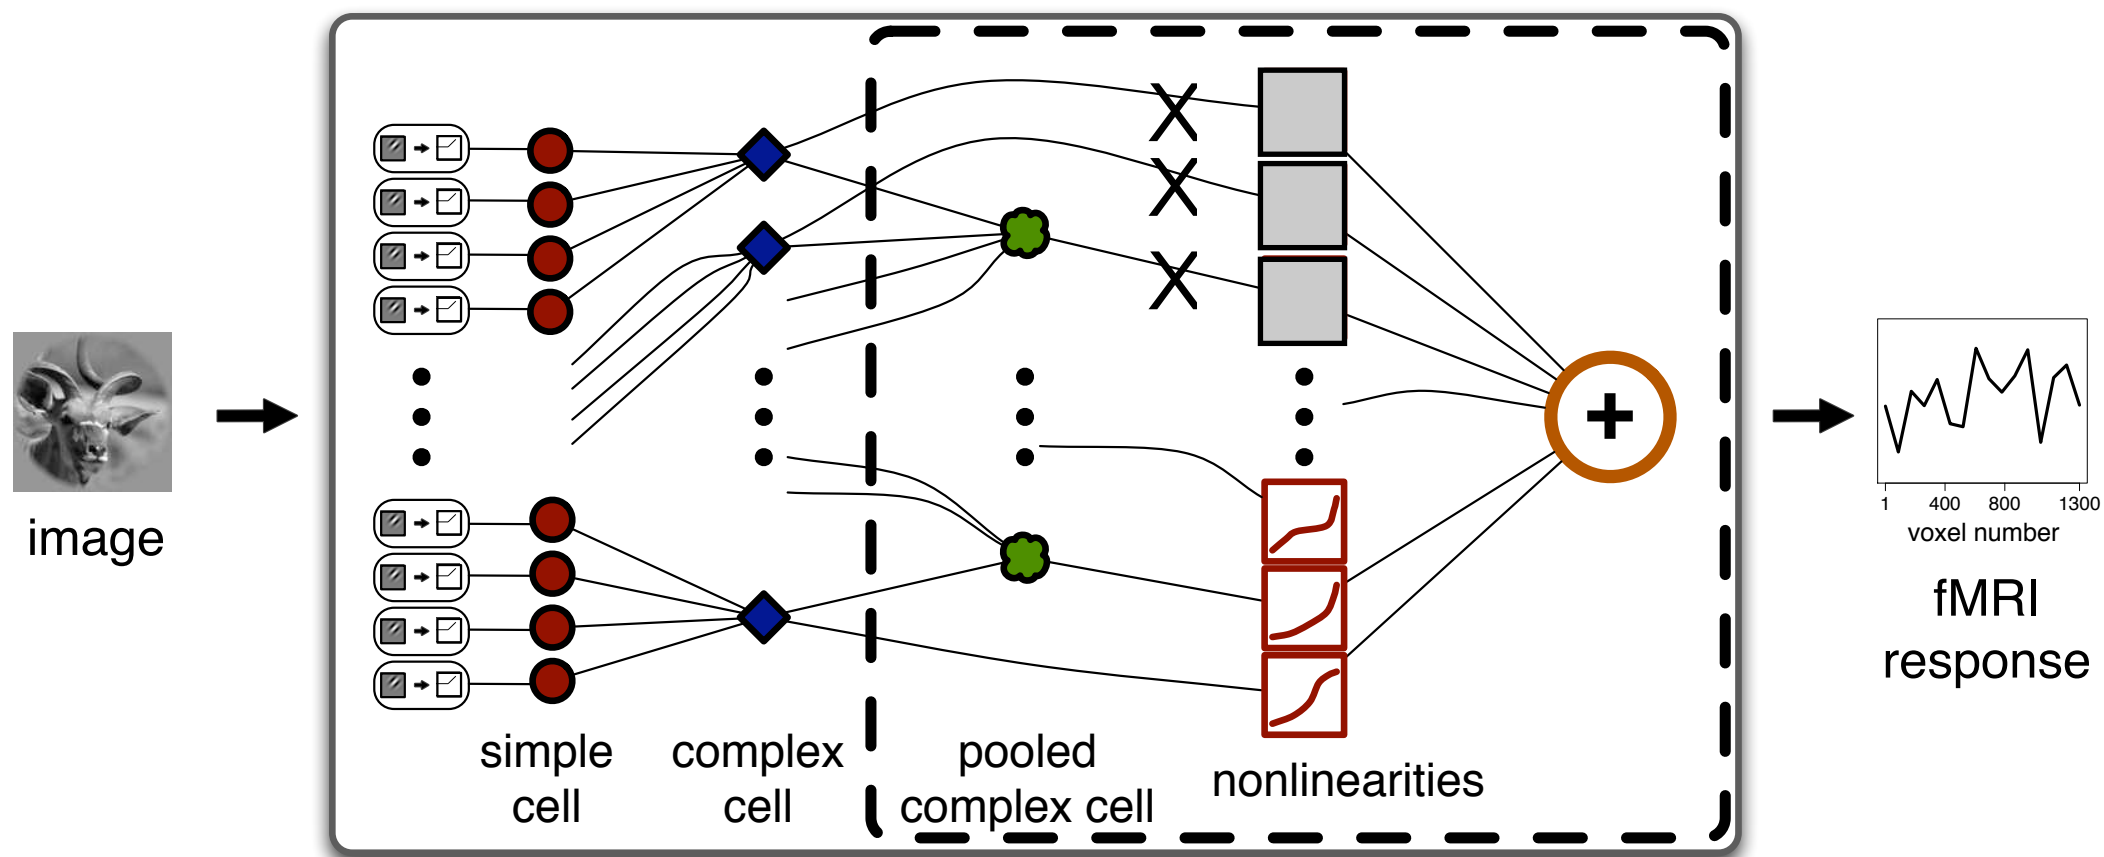 image
simple
cell
complex
cell
pooled
complex cell
nonlinearities
X
X
X
+
1 400 800 1300
voxel number
fMRI
response